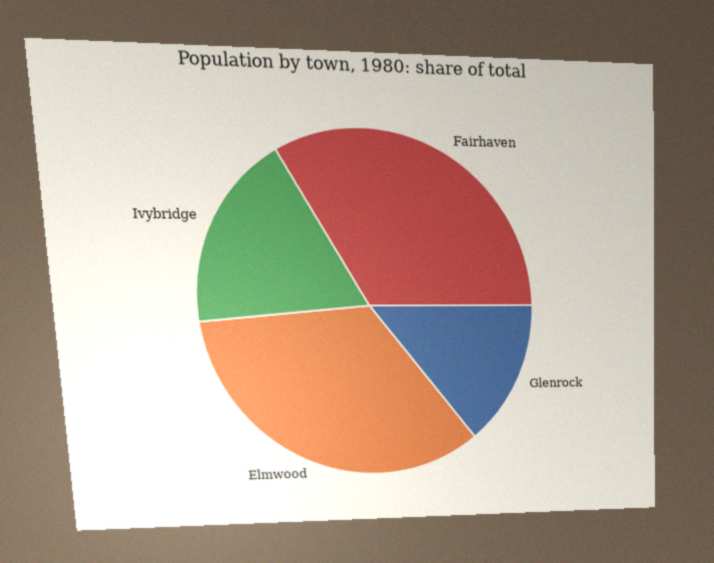 Population by town, 1980: share of total
Fairhaven
Ivybridge
Glenrock
Elmwood